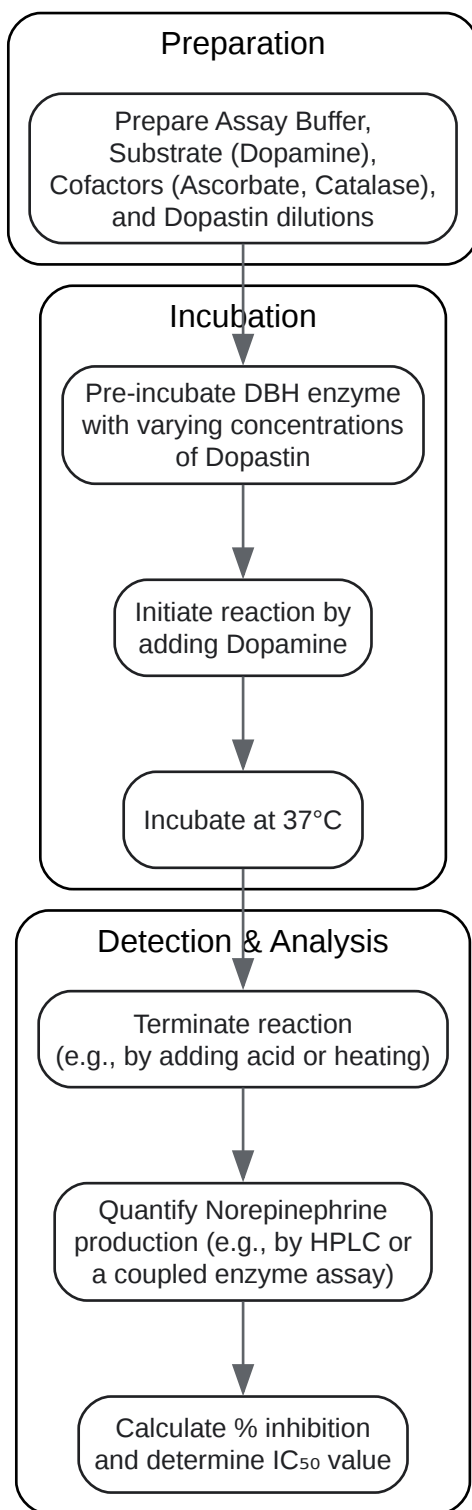 Preparation
Prepare Assay Buffer,
Substrate (Dopamine),
Cofactors (Ascorbate, Catalase),
and Dopastin dilutions
Incubation
Pre-incubate DBH enzyme
with varying concentrations
of Dopastin
Initiate reaction by
adding Dopamine
Incubate at 37°C
Detection & Analysis
Terminate reaction
(e.g., by adding acid or heating)
Quantify Norepinephrine
production (e.g., by HPLC or
a coupled enzyme assay)
Calculate % inhibition
and determine IC₅₀ value